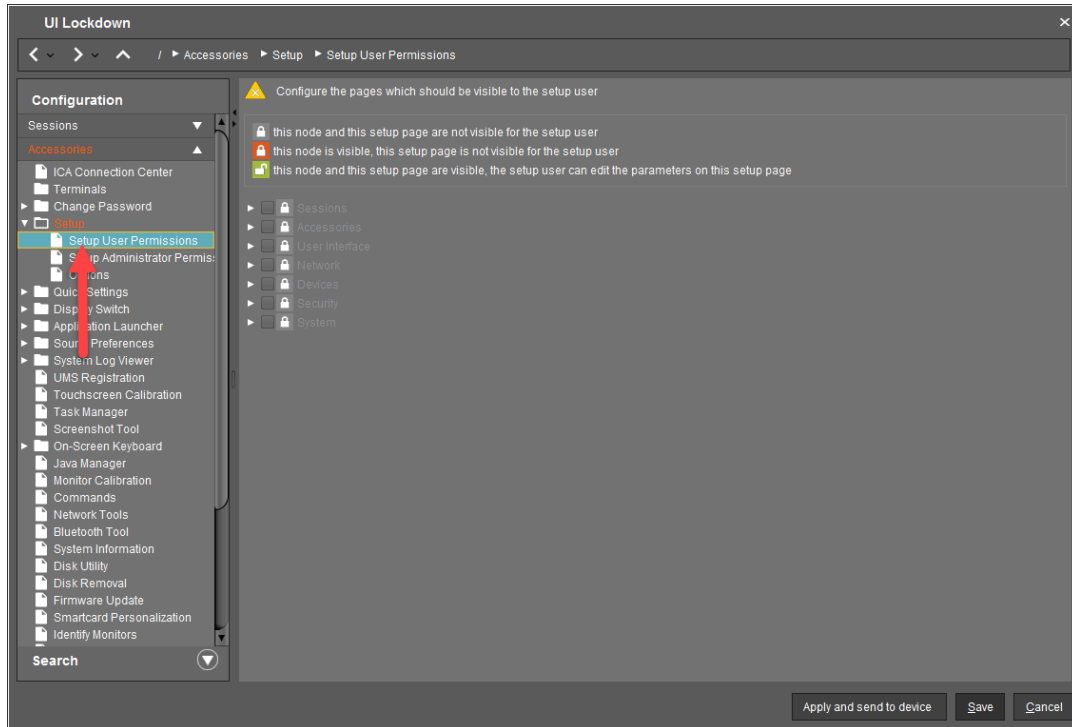 UI Lockdown
/ Accessories Setup Setup User Permissions
Configuration
Sessions
Accessories
ICA Connection Center
Terminals
Change Password
Setup
Setup User Permissions
Setup Administrator Permis
Options
Quick Settings
Display Switch
Application Launcher
Sound Preferences
System Log Viewer
UMS Registration
Touchscreen Calibration
Task Manager
Screenshot Tool
On-Screen Keyboard
Java Manager
Monitor Calibration
Commands
Network Tools
Bluetooth Tool
System Information
Disk Utility
Disk Removal
Firmware Update
Smartcard Personalization
Identify Monitors
Search
Configure the pages which should be visible to the setup user
this node and this setup page are not visible for the setup user
this node is visible, this setup page is not visible for the setup user
this node and this setup page are visible, the setup user can edit the parameters on this setup page
Sessions
Accessories
User Interface
Network
Devices
Security
System
Apply and send to device Save Cancel